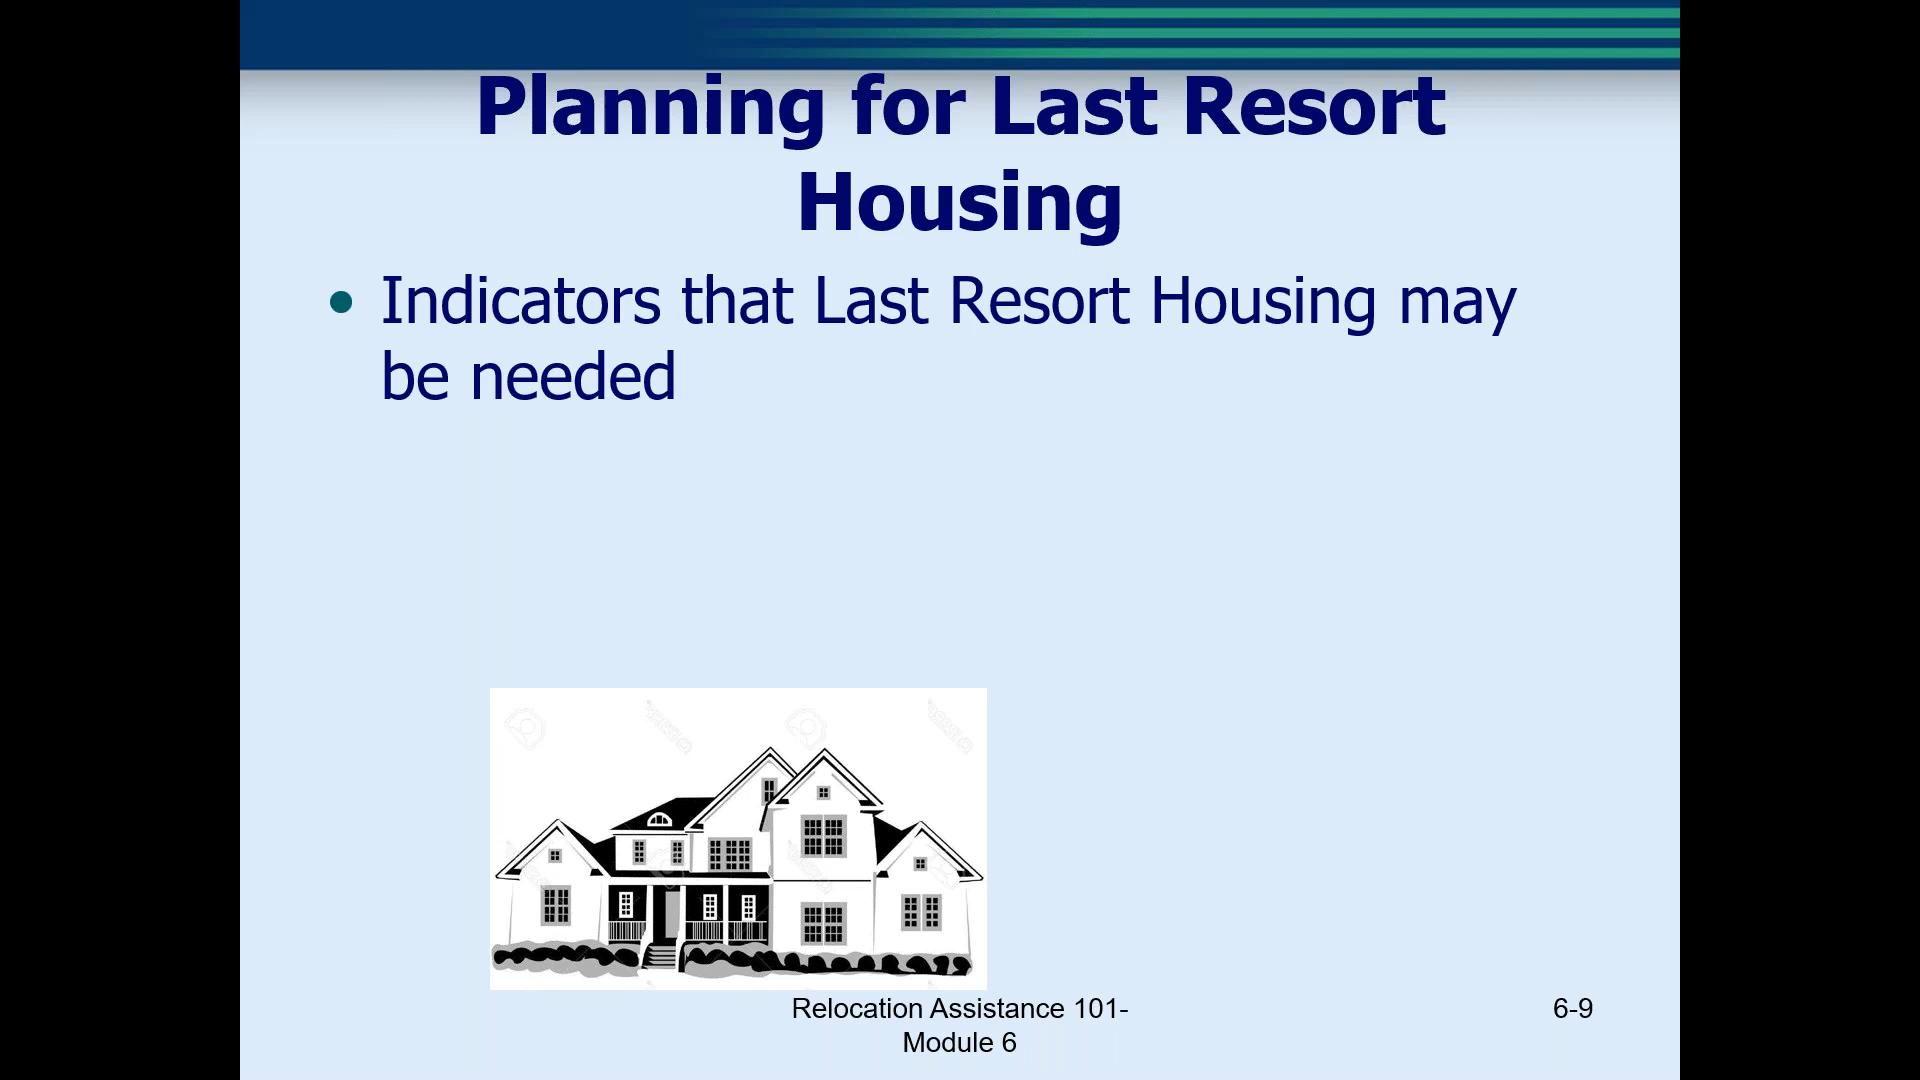 Planning for Last Resort
Housing
• Indicators that Last Resort Housing may
be needed
Relocation Assistance 101-
Module 6
6-9